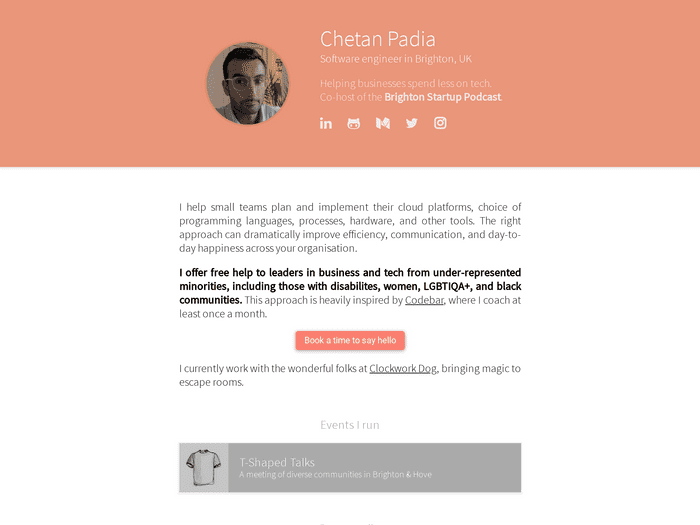 Chetan Padia
Software engineer in Brighton, UK
Helping businesses spend less on tech.
Co-host of the Brighton Startup Podcast.
I help small teams plan and implement their cloud platforms, choice of
programming languages, processes, hardware, and other tools. The right
approach can dramatically improve efficiency, communication, and day-to-
day happiness across your organisation.
I offer free help to leaders in business and tech from under-represented
minorities, including those with disabilites, women, LGBTIQA+, and black
communities. This approach is heavily inspired by Codebar, where I coach at
least once a month.
Book a time to say hello
I currently work with the wonderful folks at Clockwork Dog, bringing magic to
escape rooms.
Events I run
T-Shaped Talks
A meeting of diverse communities in Brighton & Hove